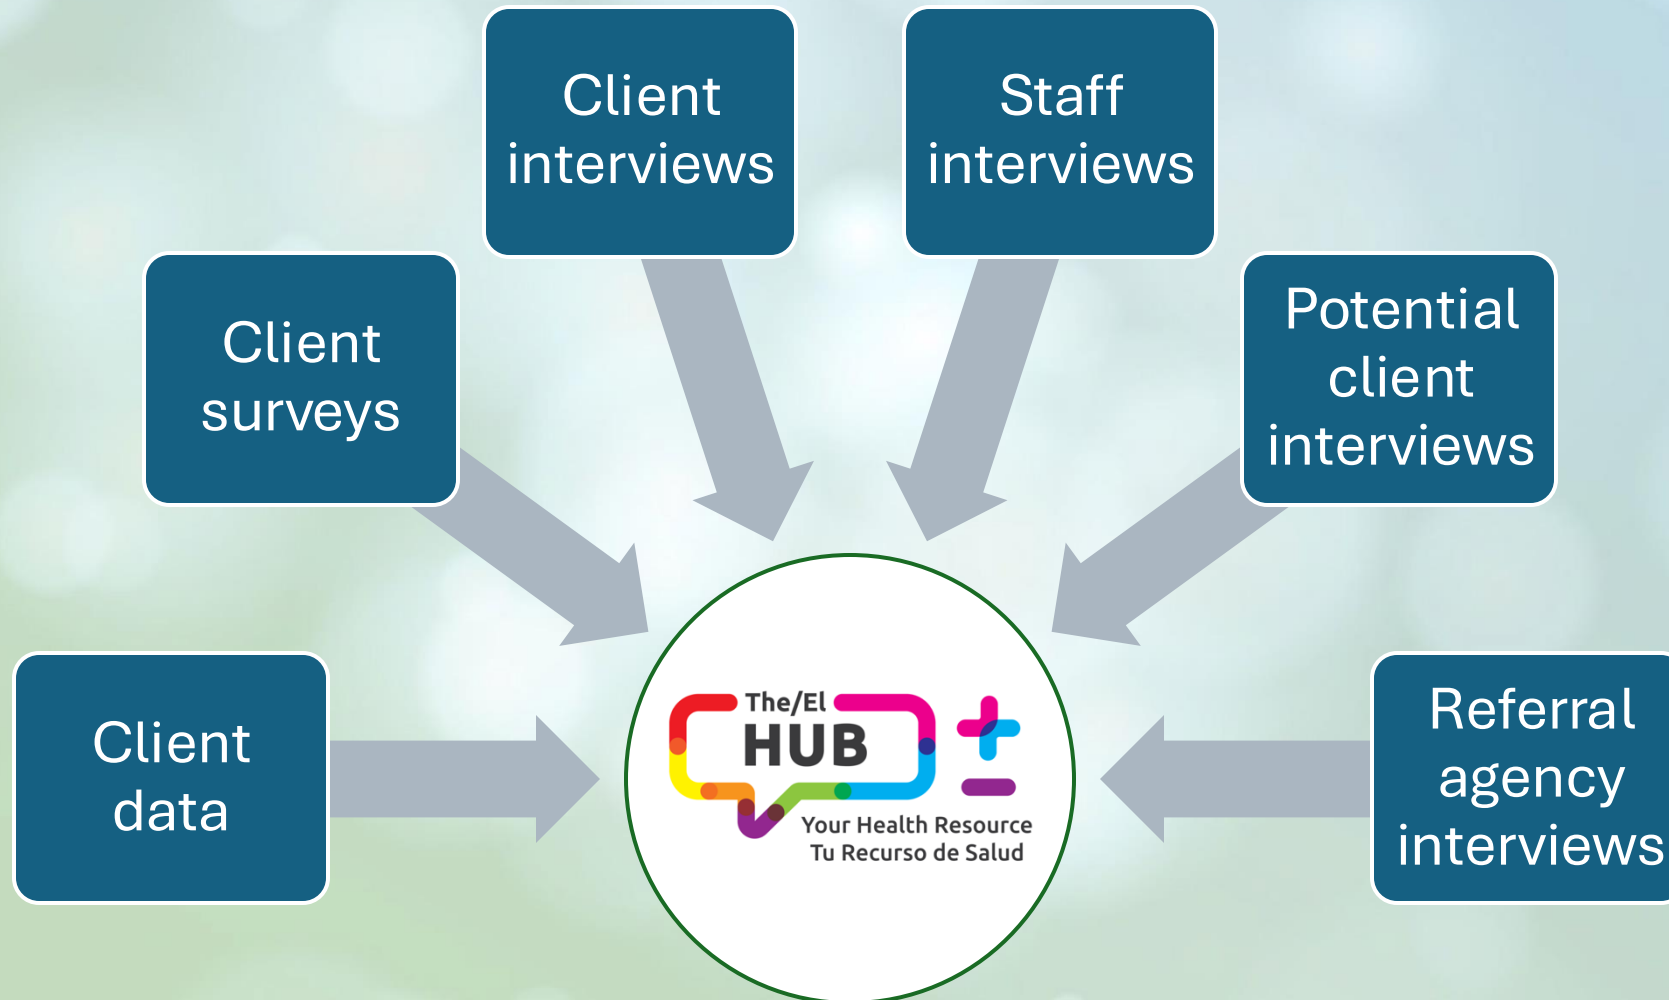 Client
interviews
Staff
interviews
Client
surveys
Potential
client
interviews
Client
data
The/El
HUB
Your Health Resource
Tu Recurso de Salud
Referral
agency
interviews